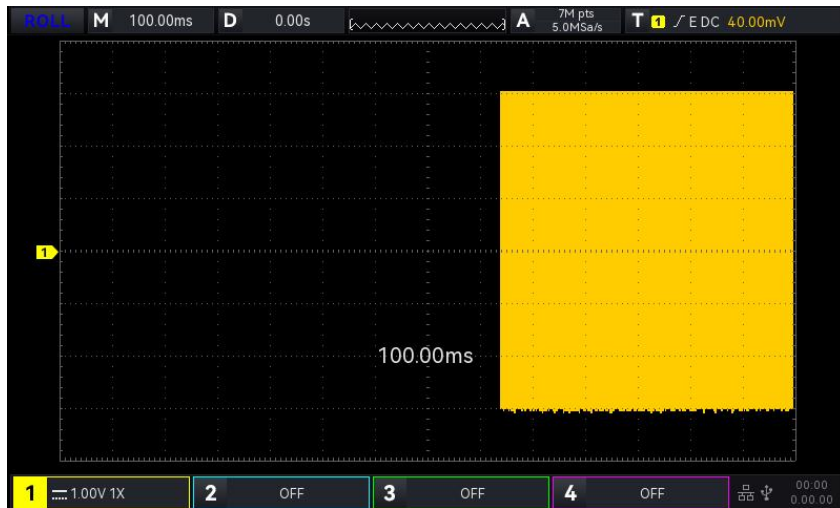 ROLL M 100.00ms D 0.00s A 7M pts 5.0MSa/s T 1 E DC 40.00mV
1
100.00ms
1 1.00V 1X 2 OFF 3 OFF 4 OFF 00:00
0.00.00